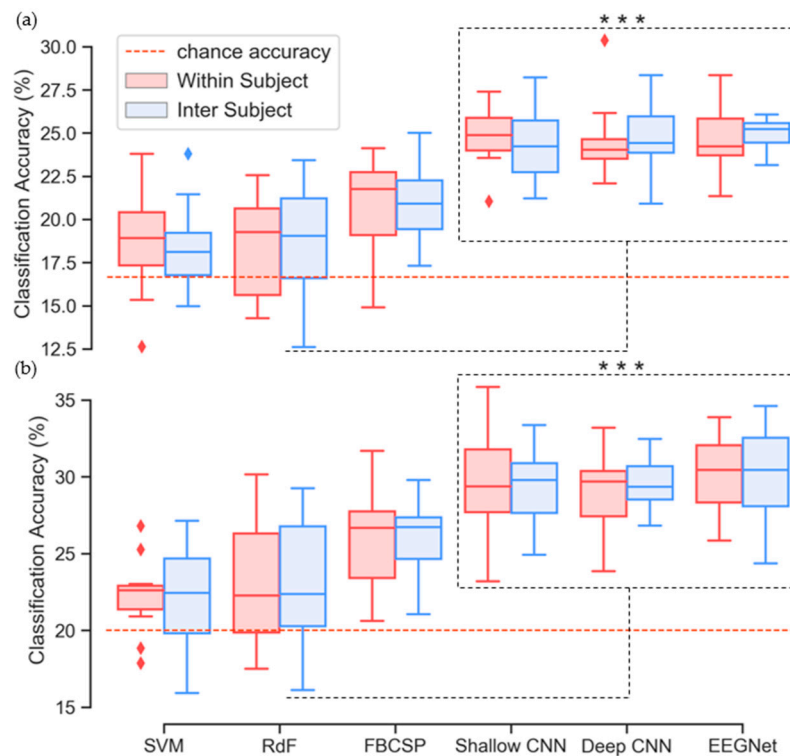 (a)
* * *
Classification Accuracy (%)
30.0
27.5
25.0
22.5
20.0
17.5
15.0
12.5
chance accuracy
Within Subject
Inter Subject
(b)
* * *
Classification Accuracy (%)
35
30
25
20
15
SVM RdF FBCSP Shallow CNN Deep CNN EEGNet